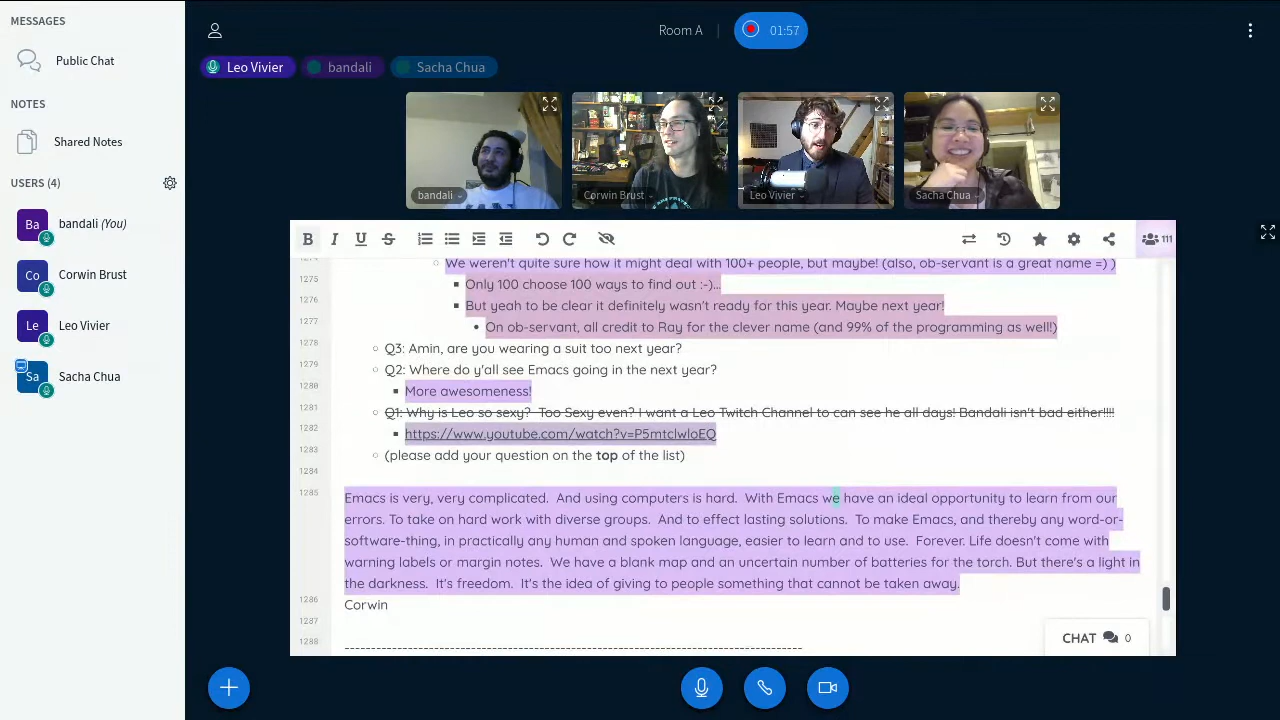 MESSAGES
Public Chat
NOTES
Shared Notes
USERS (4)
Ba
bandali (You)
Co
Corwin Brust
Le
Leo Vivier
Sa
Sacha Chua
Room A
01:57
Leo Vivier
bandali
Sacha Chua
bandali
Corwin Brust
Leo Vivier
Sacha Chua
B I U S
111
1274 We weren't quite sure how it might deal with 100+ people, but maybe! (also, ob-servant is a great name =) )
1275 Only 100 choose 100 ways to find out :-)...
1276 But yeah to be clear it definitely wasn't ready for this year. Maybe next year!
1277 On ob-servant, all credit to Ray for the clever name (and 99% of the programming as well!)
1278 Q3: Amin, are you wearing a suit too next year?
1279 Q2: Where do y'all see Emacs going in the next year?
1280 More awesomeness!
1281 Q1: Why is Leo so sexy? Too Sexy even? I want a Leo Twitch Channel to can see he all days! Bandali isn't bad either!!!!
1282 https://www.youtube.com/watch?v=P5mtclwloEQ
1283 (please add your question on the top of the list)
1284
1285 Emacs is very, very complicated. And using computers is hard. With Emacs we have an ideal opportunity to learn from our
errors. To take on hard work with diverse groups. And to effect lasting solutions. To make Emacs, and thereby any word-or-
software-thing, in practically any human and spoken language, easier to learn and to use. Forever. Life doesn't come with
warning labels or margin notes. We have a blank map and an uncertain number of batteries for the torch. But there's a light in
the darkness. It's freedom. It's the idea of giving to people something that cannot be taken away.
1286 Corwin
1287
1288 --------------------------------------------------------------------------------
CHAT 0